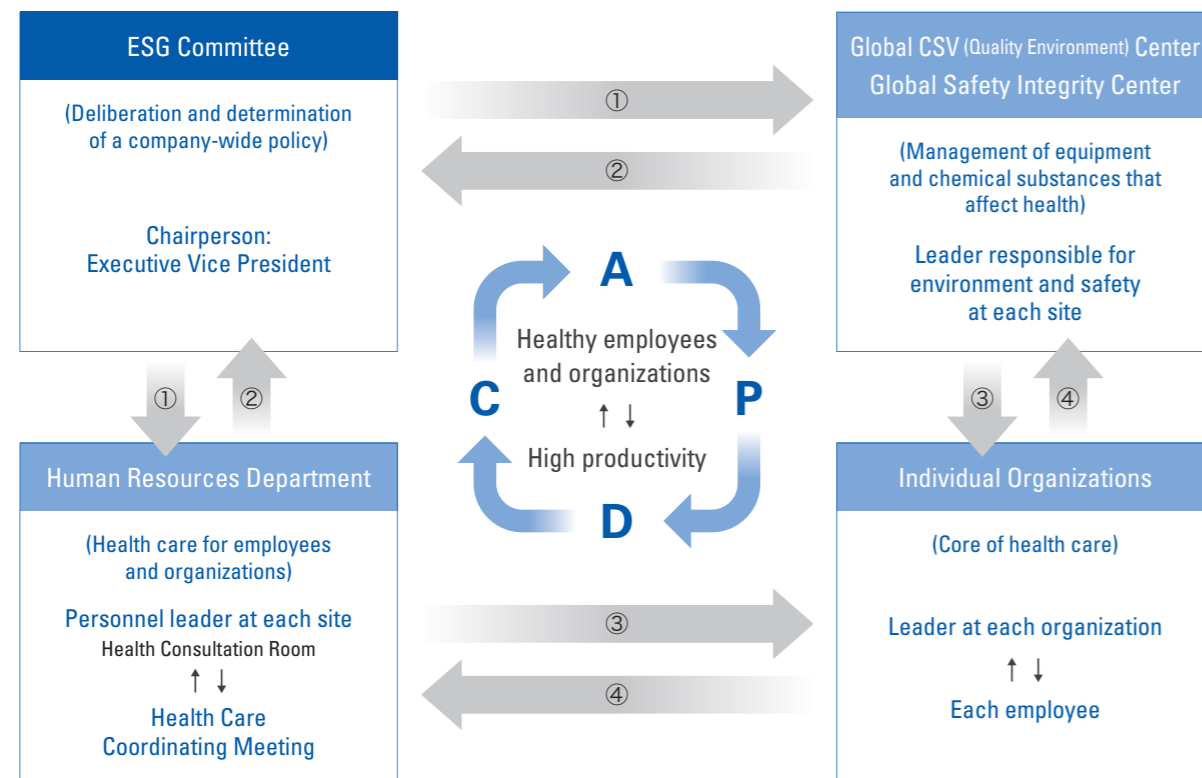 ESG Committee
(Deliberation and determination
of a company-wide policy)
Chairperson:
Executive Vice President
①
②
Global CSV (Quality Environment) Center
Global Safety Integrity Center
(Management of equipment
and chemical substances that
affect health)
Leader responsible for
environment and safety
at each site
A
Healthy employees
and organizations
↑ ↓
High productivity
C
P
D
①
②
③
④
Human Resources Department
(Health care for employees
and organizations)
Personnel leader at each site
Health Consultation Room
↑ ↓
Health Care
Coordinating Meeting
③
④
Individual Organizations
(Core of health care)
Leader at each organization
↑ ↓
Each employee